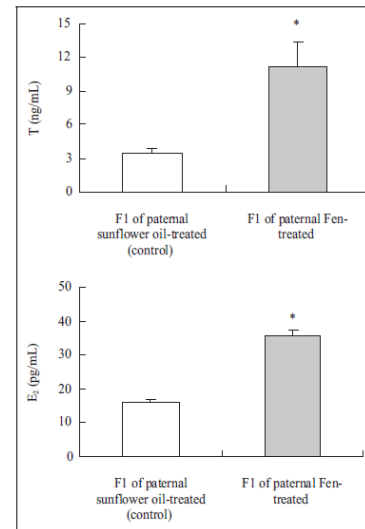 15
12
9
6
3
0
T (ng/mL)
*
F1 of paternal
sunflower oil-treated
(control)
F1 of paternal Fen-
treated
50
40
30
20
10
0
E₂ (pg/mL)
*
F1 of paternal
sunflower oil-treated
(control)
F1 of paternal Fen-
treated